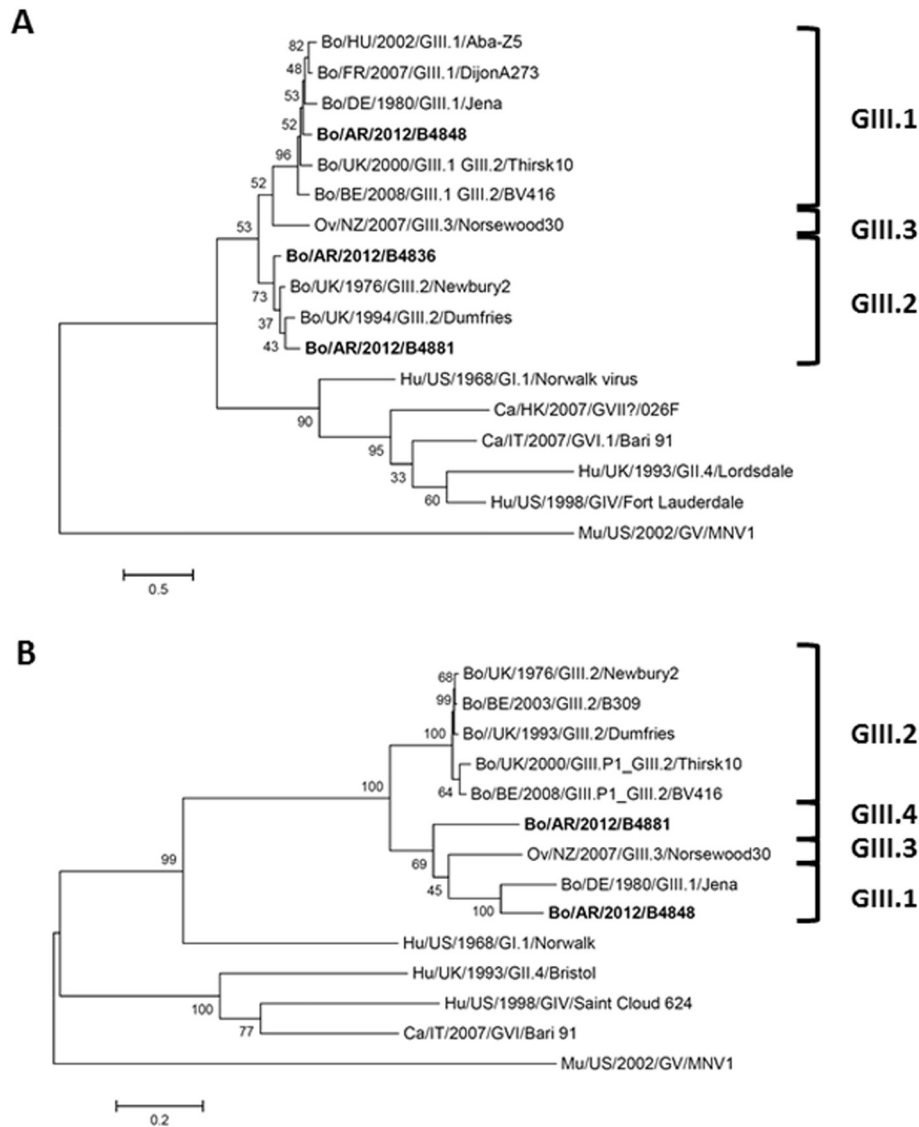 A
82
Bo/HU/2002/GIII.1/Aba-Z5
48
Bo/FR/2007/GIII.1/DijonA273
53
Bo/DE/1980/GIII.1/Jena
52
Bo/AR/2012/B4848
GIII.1
96
Bo/UK/2000/GIII.1 GIII.2/Thirsk10
52
Bo/BE/2008/GIII.1 GIII.2/BV416
53
Ov/NZ/2007/GIII.3/Norsewood30
GIII.3
Bo/AR/2012/B4836
73
Bo/UK/1976/GIII.2/Newbury2
GIII.2
37
Bo/UK/1994/GIII.2/Dumfries
43
Bo/AR/2012/B4881
Hu/US/1968/GI.1/Norwalk virus
90
Ca/HK/2007/GVII?/026F
95
Ca/IT/2007/GVI.1/Bari 91
33
Hu/UK/1993/GII.4/Lordsdale
60
Hu/US/1998/GIV/Fort Lauderdale
Mu/US/2002/GV/MNV1
0.5
B
68
Bo/UK/1976/GIII.2/Newbury2
99
Bo/BE/2003/GIII.2/B309
100
Bo//UK/1993/GIII.2/Dumfries
GIII.2
Bo/UK/2000/GIII.P1_GIII.2/Thirsk10
100
64
Bo/BE/2008/GIII.P1_GIII.2/BV416
Bo/AR/2012/B4881
GIII.4
99
69
Ov/NZ/2007/GIII.3/Norsewood30
GIII.3
45
Bo/DE/1980/GIII.1/Jena
GIII.1
100
Bo/AR/2012/B4848
Hu/US/1968/GI.1/Norwalk
Hu/UK/1993/GII.4/Bristol
100
Hu/US/1998/GIV/Saint Cloud 624
77
Ca/IT/2007/GVI/Bari 91
Mu/US/2002/GV/MNV1
0.2